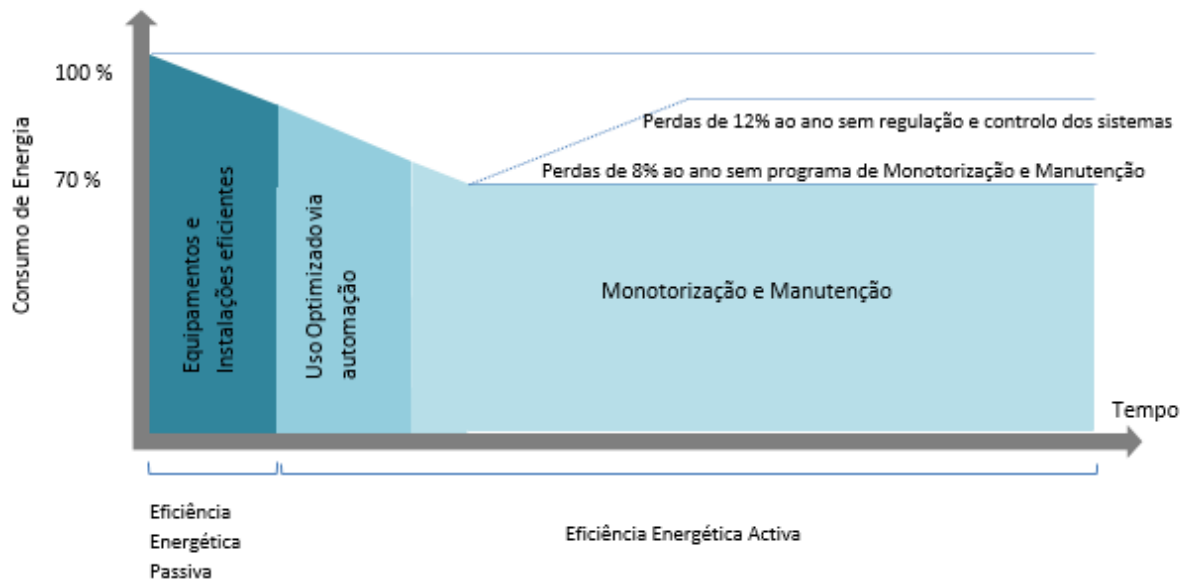 100 %
70 %
Consumo de Energia
Equipamentos e
Instalações eficientes
Uso Optimizado via
automação
Perdas de 12% ao ano sem regulação e controlo dos sistemas
Perdas de 8% ao ano sem programa de Monotorização e Manutenção
Monotorização e Manutenção
Tempo
Eficiência
Energética
Passiva
Eficiência Energética Activa